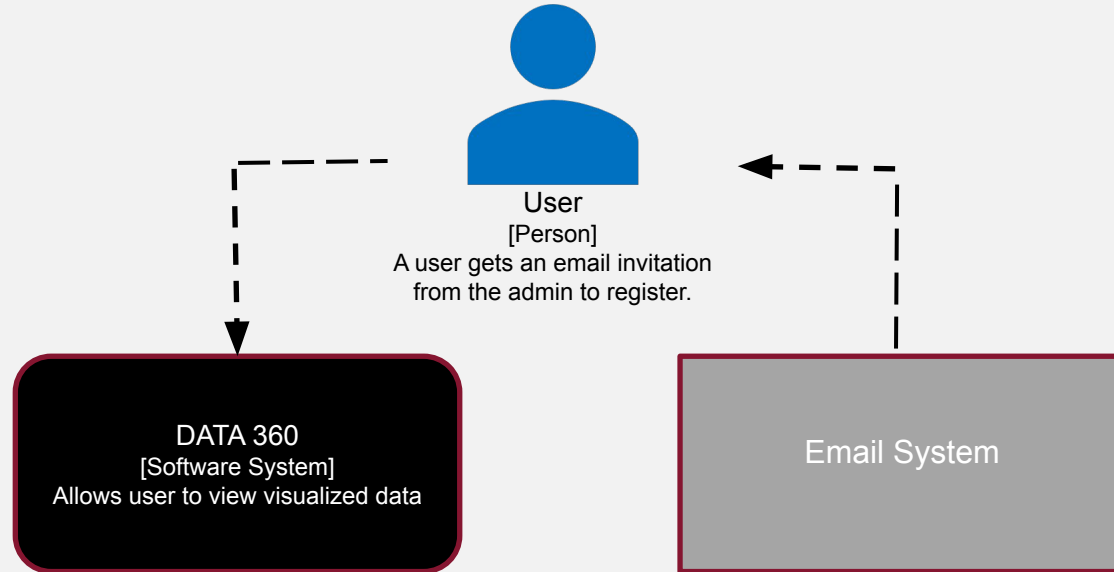 User
[Person]
A user gets an email invitation
from the admin to register.
DATA 360
[Software System]
Allows user to view visualized data
Email System